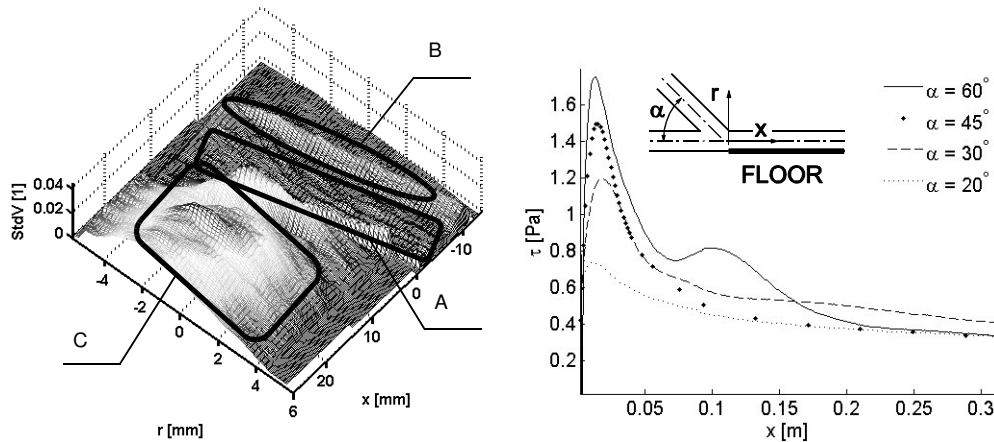 B
0.04
0.02
0
StdV [1]
-4
-2
0
2
4
6
r [mm]
-10
0
10
20
x [mm]
A
C
1.6
1.4
1.2
1
0.8
0.6
0.4
0.2
τ [Pa]
0.05
0.1
0.15
0.2
0.25
0.3
x [m]
r
α
x
FLOOR
α = 60°
α = 45°
α = 30°
α = 20°